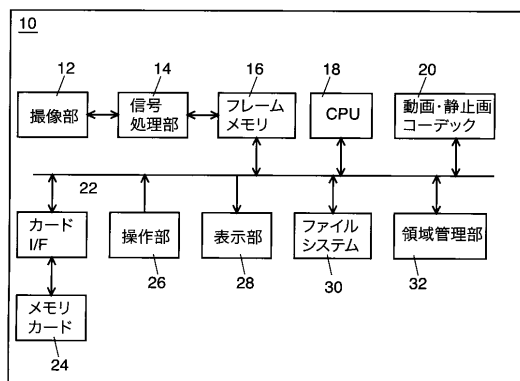 10
12
14
16
18
20
撮像部
信号
処理部
フレーム
メモリ
CPU
動画・静止画
コーデック
22
カード
I/F
操作部
表示部
ファイル
システム
領域管理部
26
28
30
32
メモリ
カード
24